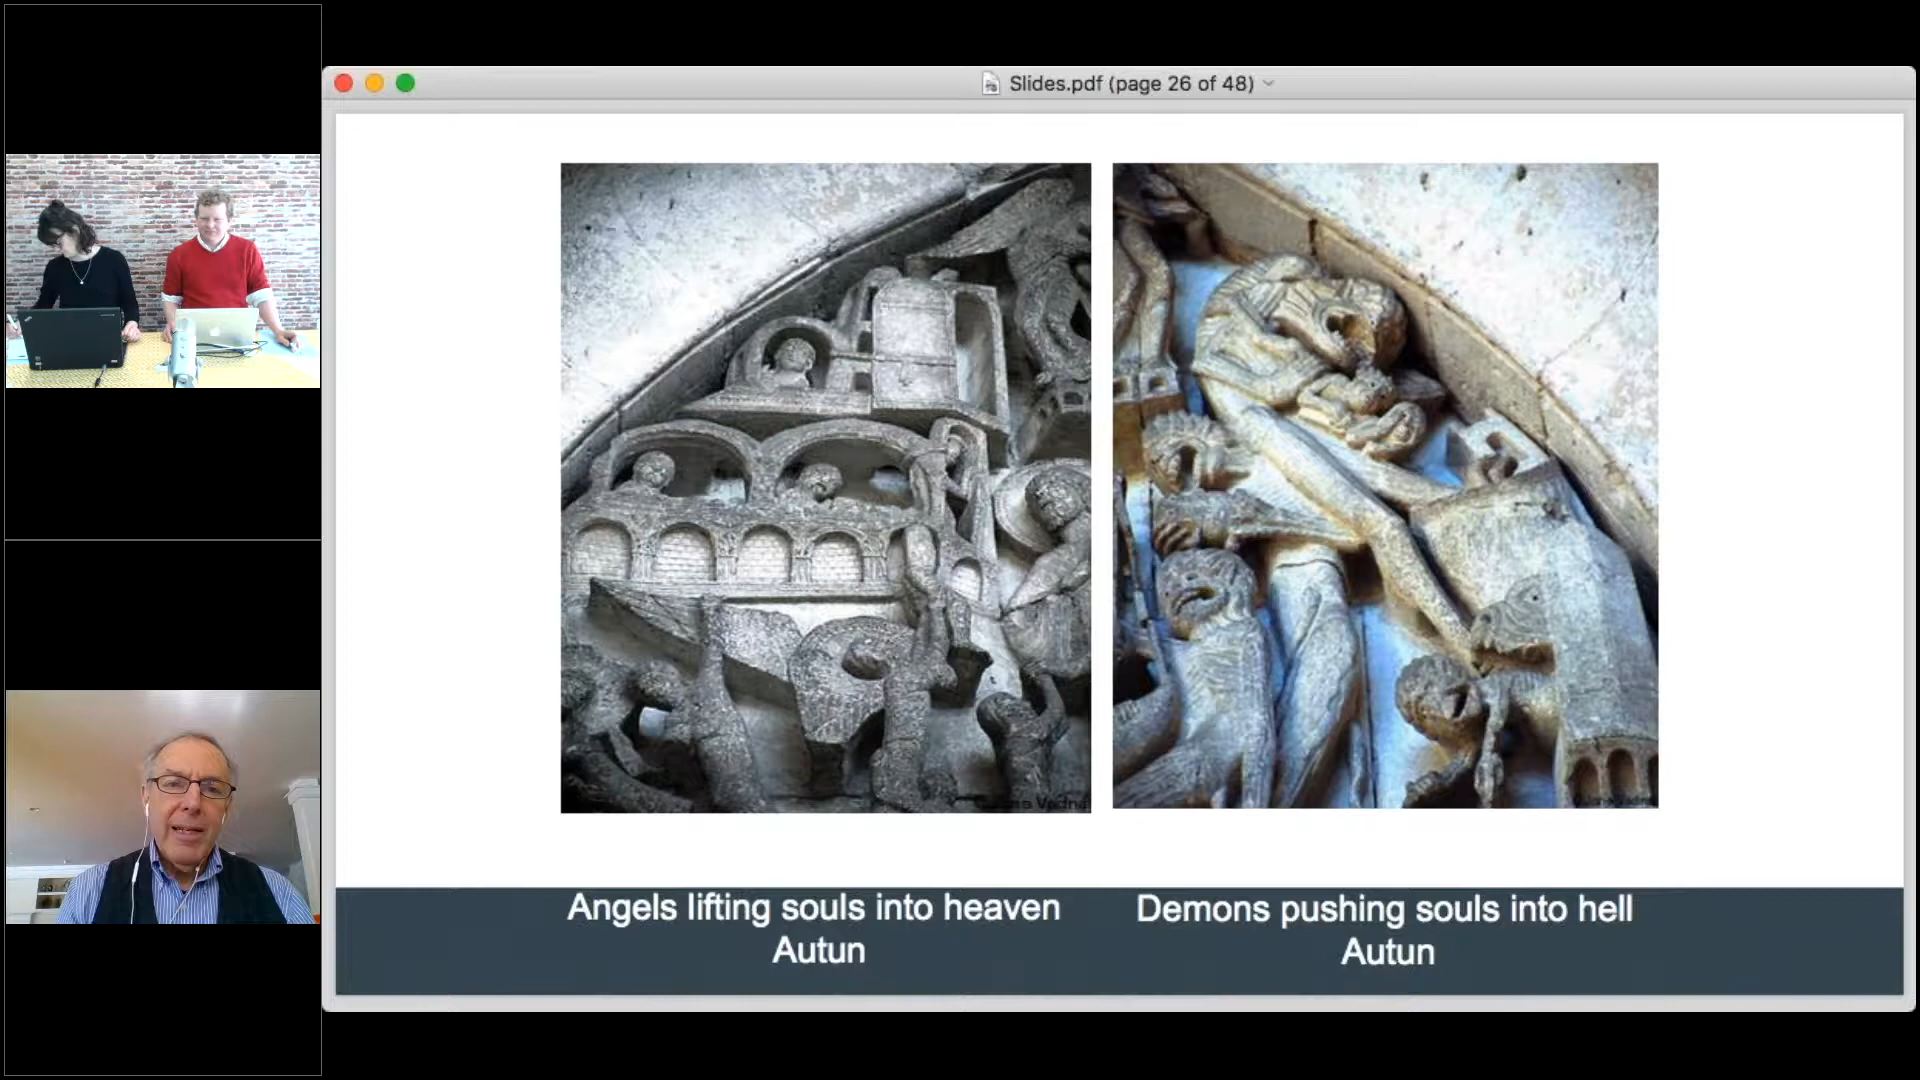 Slides.pdf (page 26 of 48)
Angels lifting souls into heaven
Autun
Demons pushing souls into hell
Autun